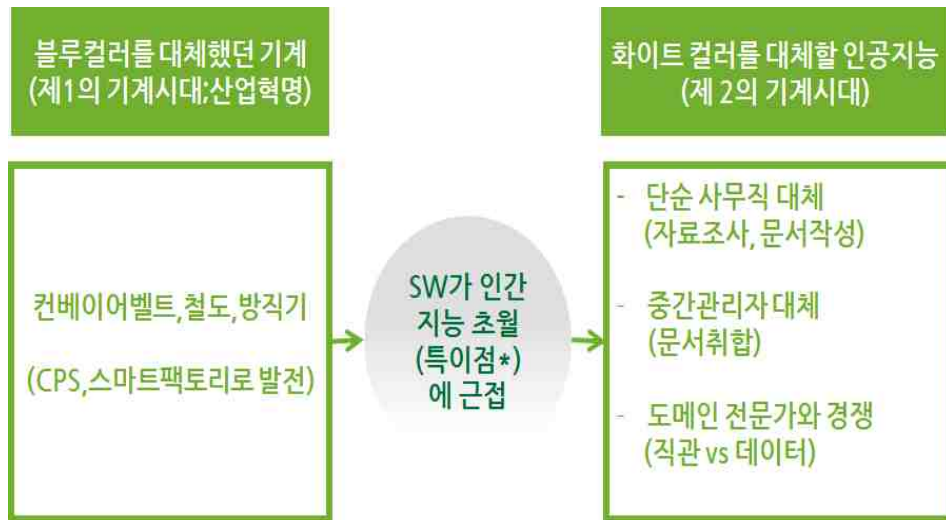 블루컬러를 대체했던 기계
(제1의 기계시대;산업혁명)
컨베이어벨트,철도,방직기
(CPS,스마트팩토리로 발전)
SW가 인간
지능 초월
(특이점*)
에 근접
화이트 컬러를 대체할 인공지능
(제 2의 기계시대)
- 단순 사무직 대체
(자료조사, 문서작성)
- 중간관리자 대체
(문서취합)
- 도메인 전문가와 경쟁
(직관 vs 데이터)